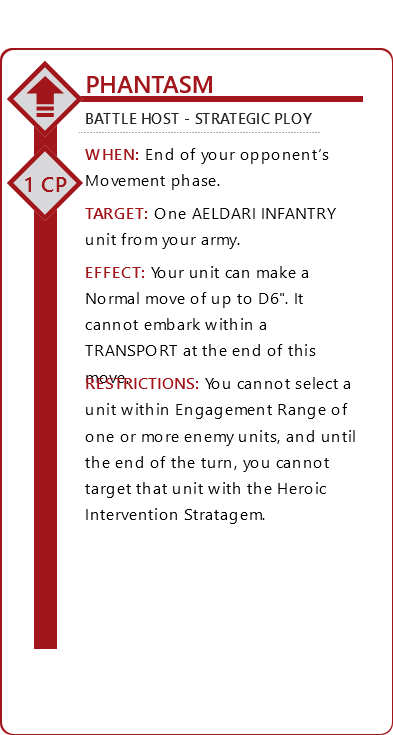 PHANTASM
BATTLE HOST - STRATEGIC PLOY
1 CP
WHEN: End of your opponent's
Movement phase.
TARGET: One AELDARI INFANTRY
unit from your army.
EFFECT: Your unit can make a
Normal move of up to D6". It
cannot embark within a
TRANSPORT at the end of this
move.
RESTRICTIONS: You cannot select a
unit within Engagement Range of
one or more enemy units, and until
the end of the turn, you cannot
target that unit with the Heroic
Intervention Stratagem.